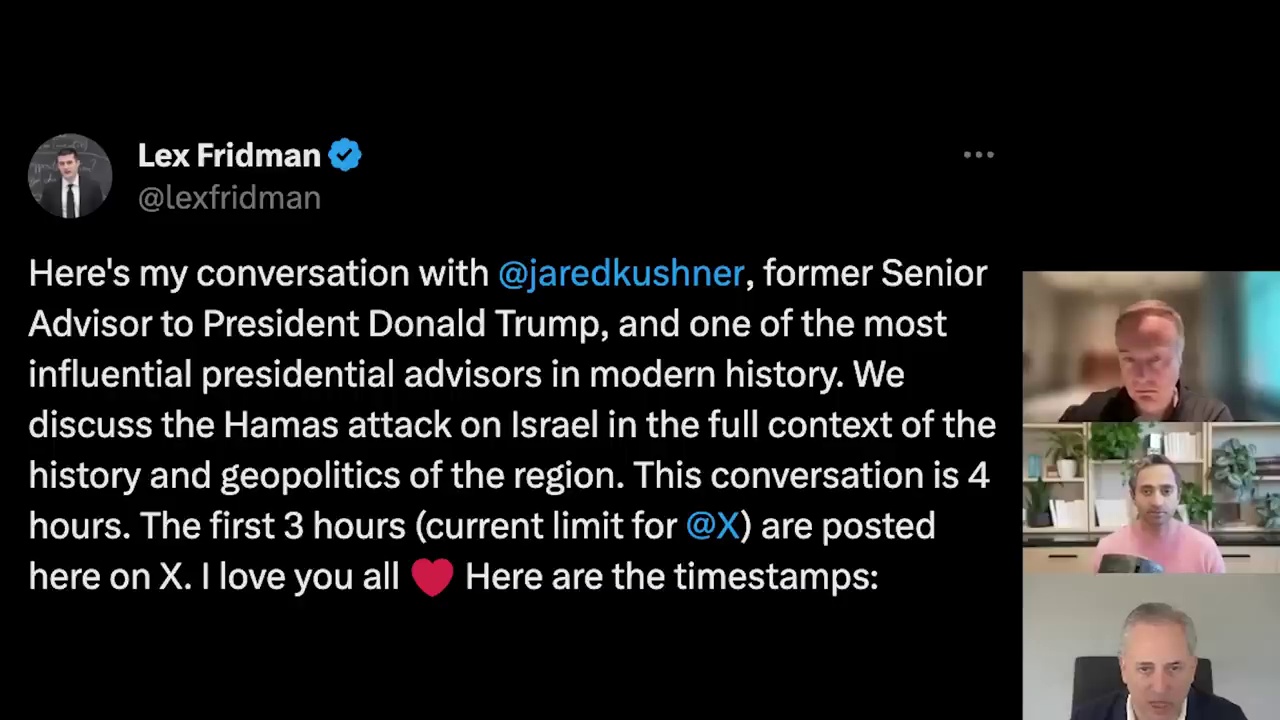 Lex Fridman
@lexfridman
Here's my conversation with @jaredkushner, former Senior
Advisor to President Donald Trump, and one of the most
influential presidential advisors in modern history. We
discuss the Hamas attack on Israel in the full context of the
history and geopolitics of the region. This conversation is 4
hours. The first 3 hours (current limit for @X) are posted
here on X. I love you all ❤️ Here are the timestamps: